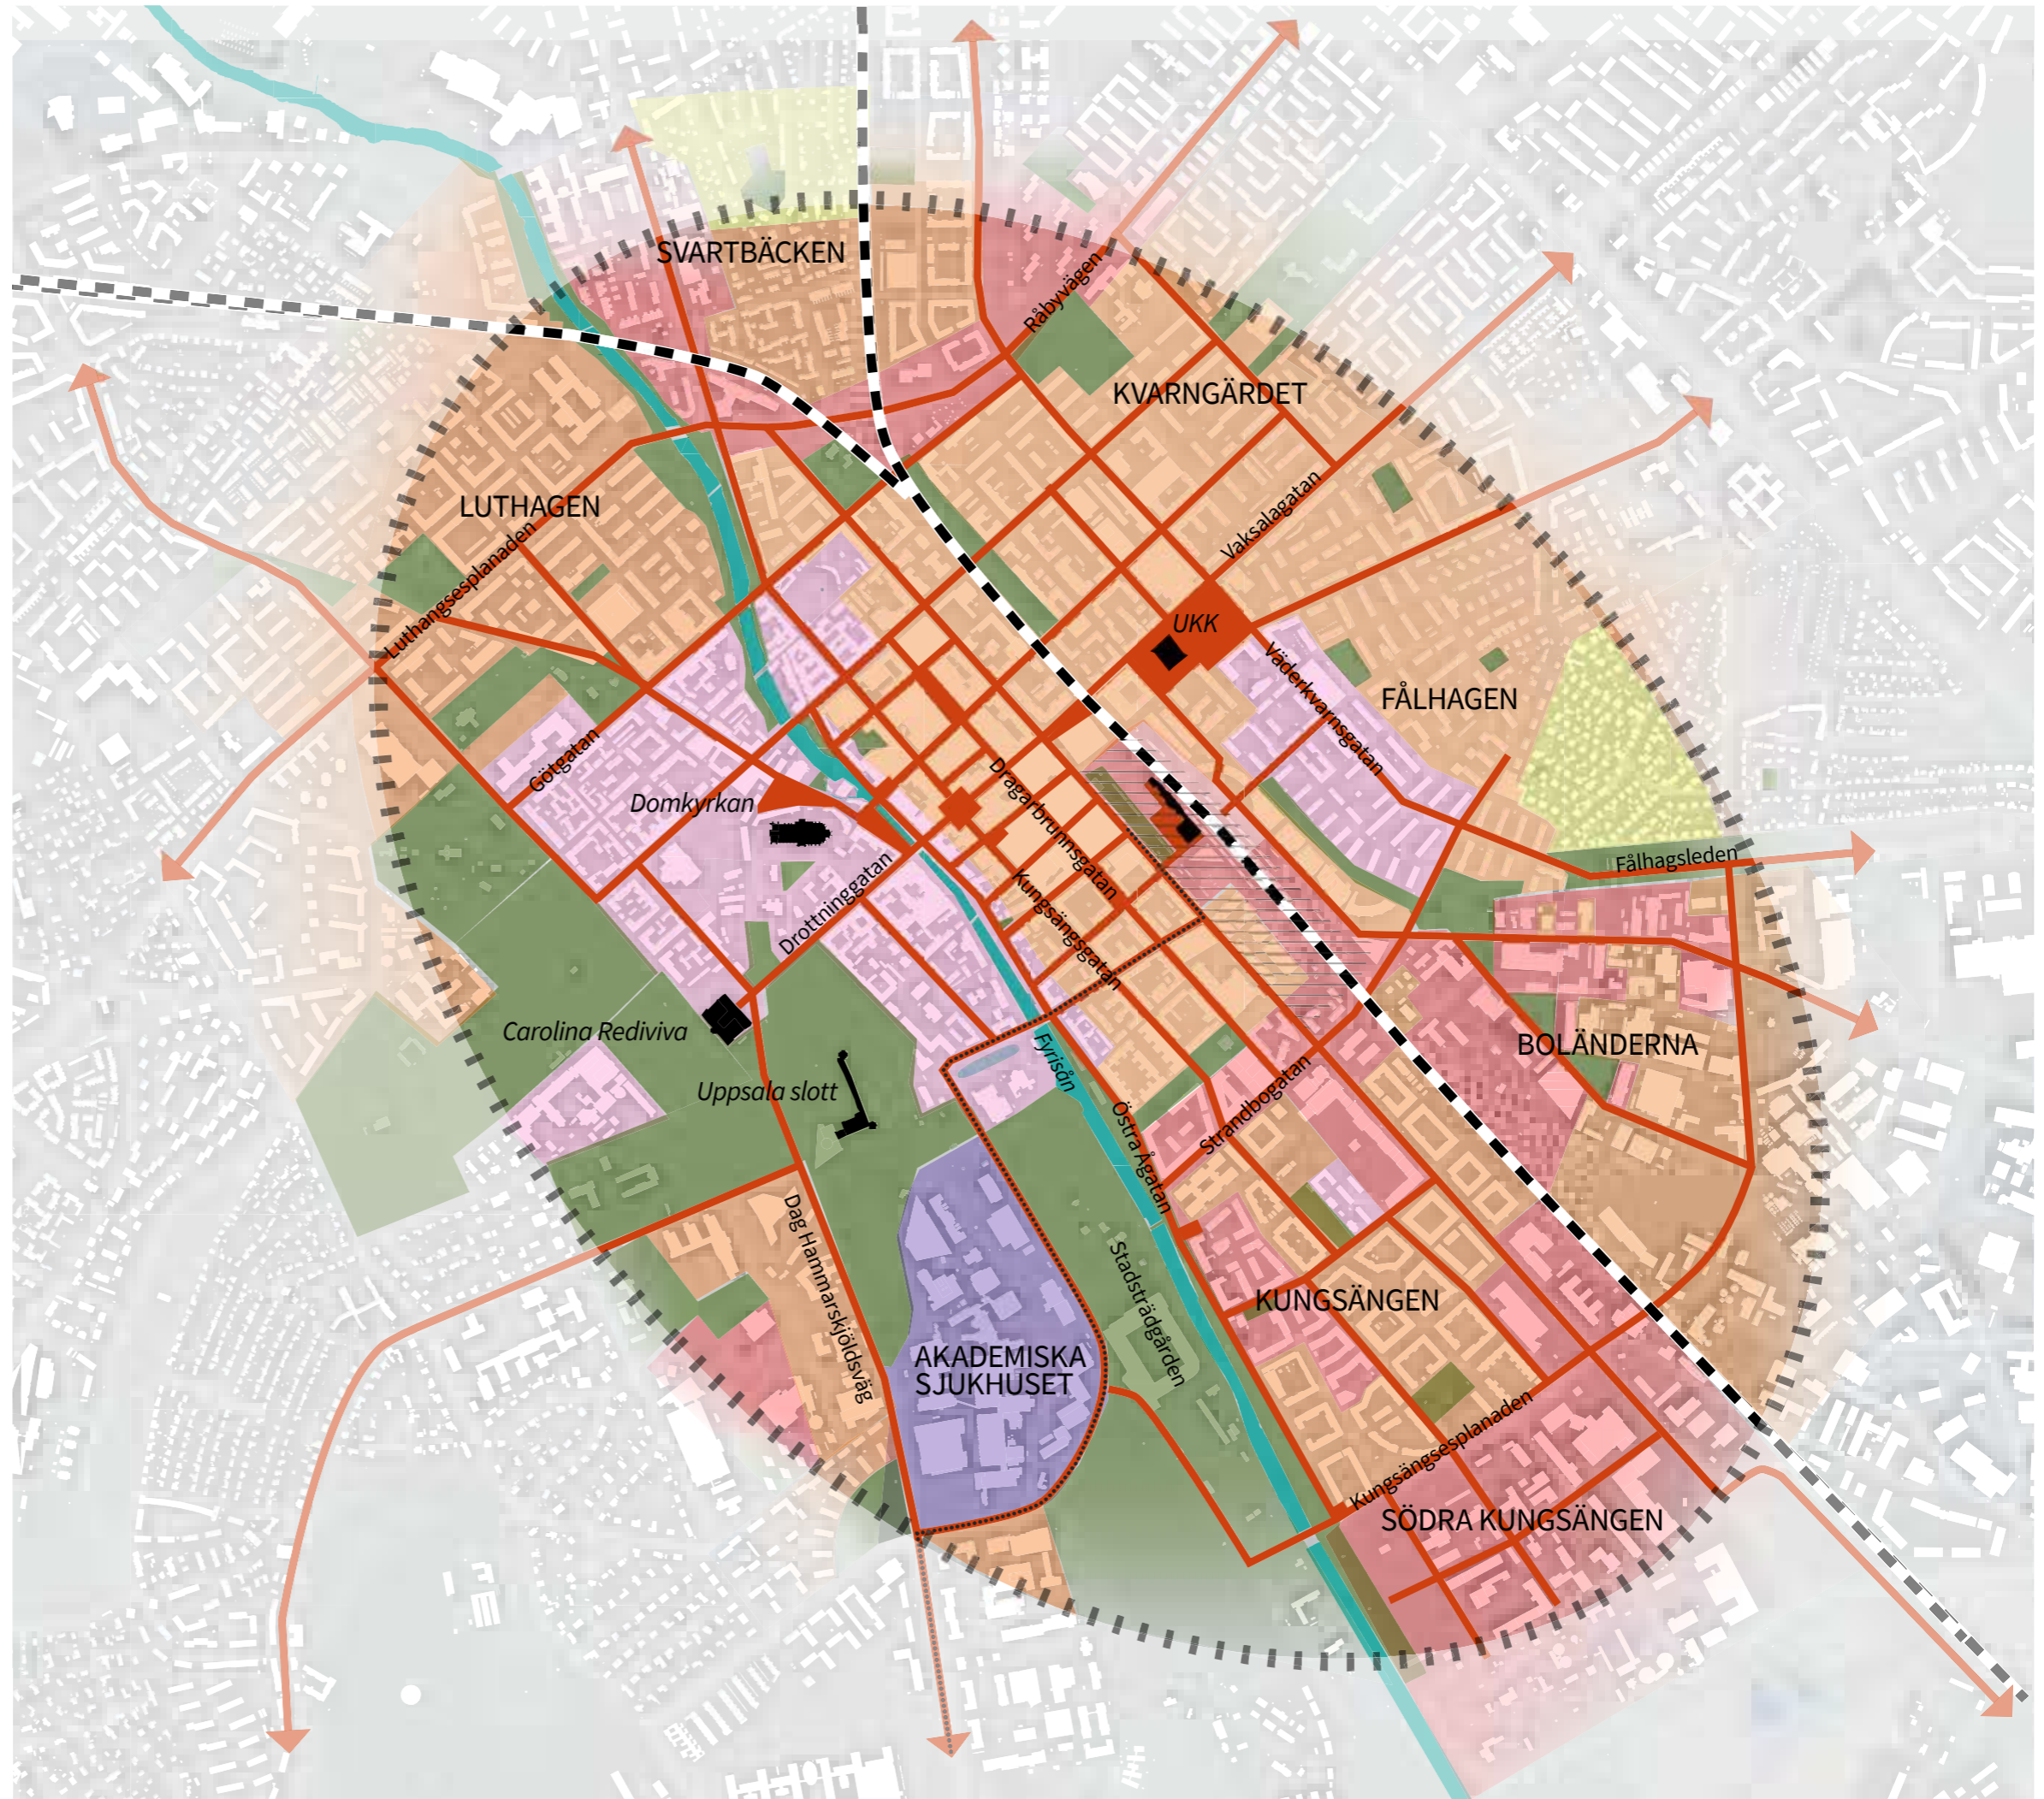 SVARTBÄCKEN
Råbyvägen
KVARNGÄRDET
LUTHAGEN
Luthangsesplanaden
Vaksalagatan
UKK
Väderkvarnsgatan
FÅLHAGEN
Götgatan
Domkyrkan
Dragarbrunnsgatan
Drottninggatan
Kungsängsgatan
Fålhagsleden
Carolina Rediviva
Uppsala slott
Fyrisån
BOLÄNDERNA
Strandbogatan
Östra Ågatan
Dag Hammarskjöldsväg
Stadsträdgården
KUNGSÄNGEN
AKADEMISKA
SJUKHUSET
Kungsängsesplanaden
SÖDRA KUNGSÄNGEN